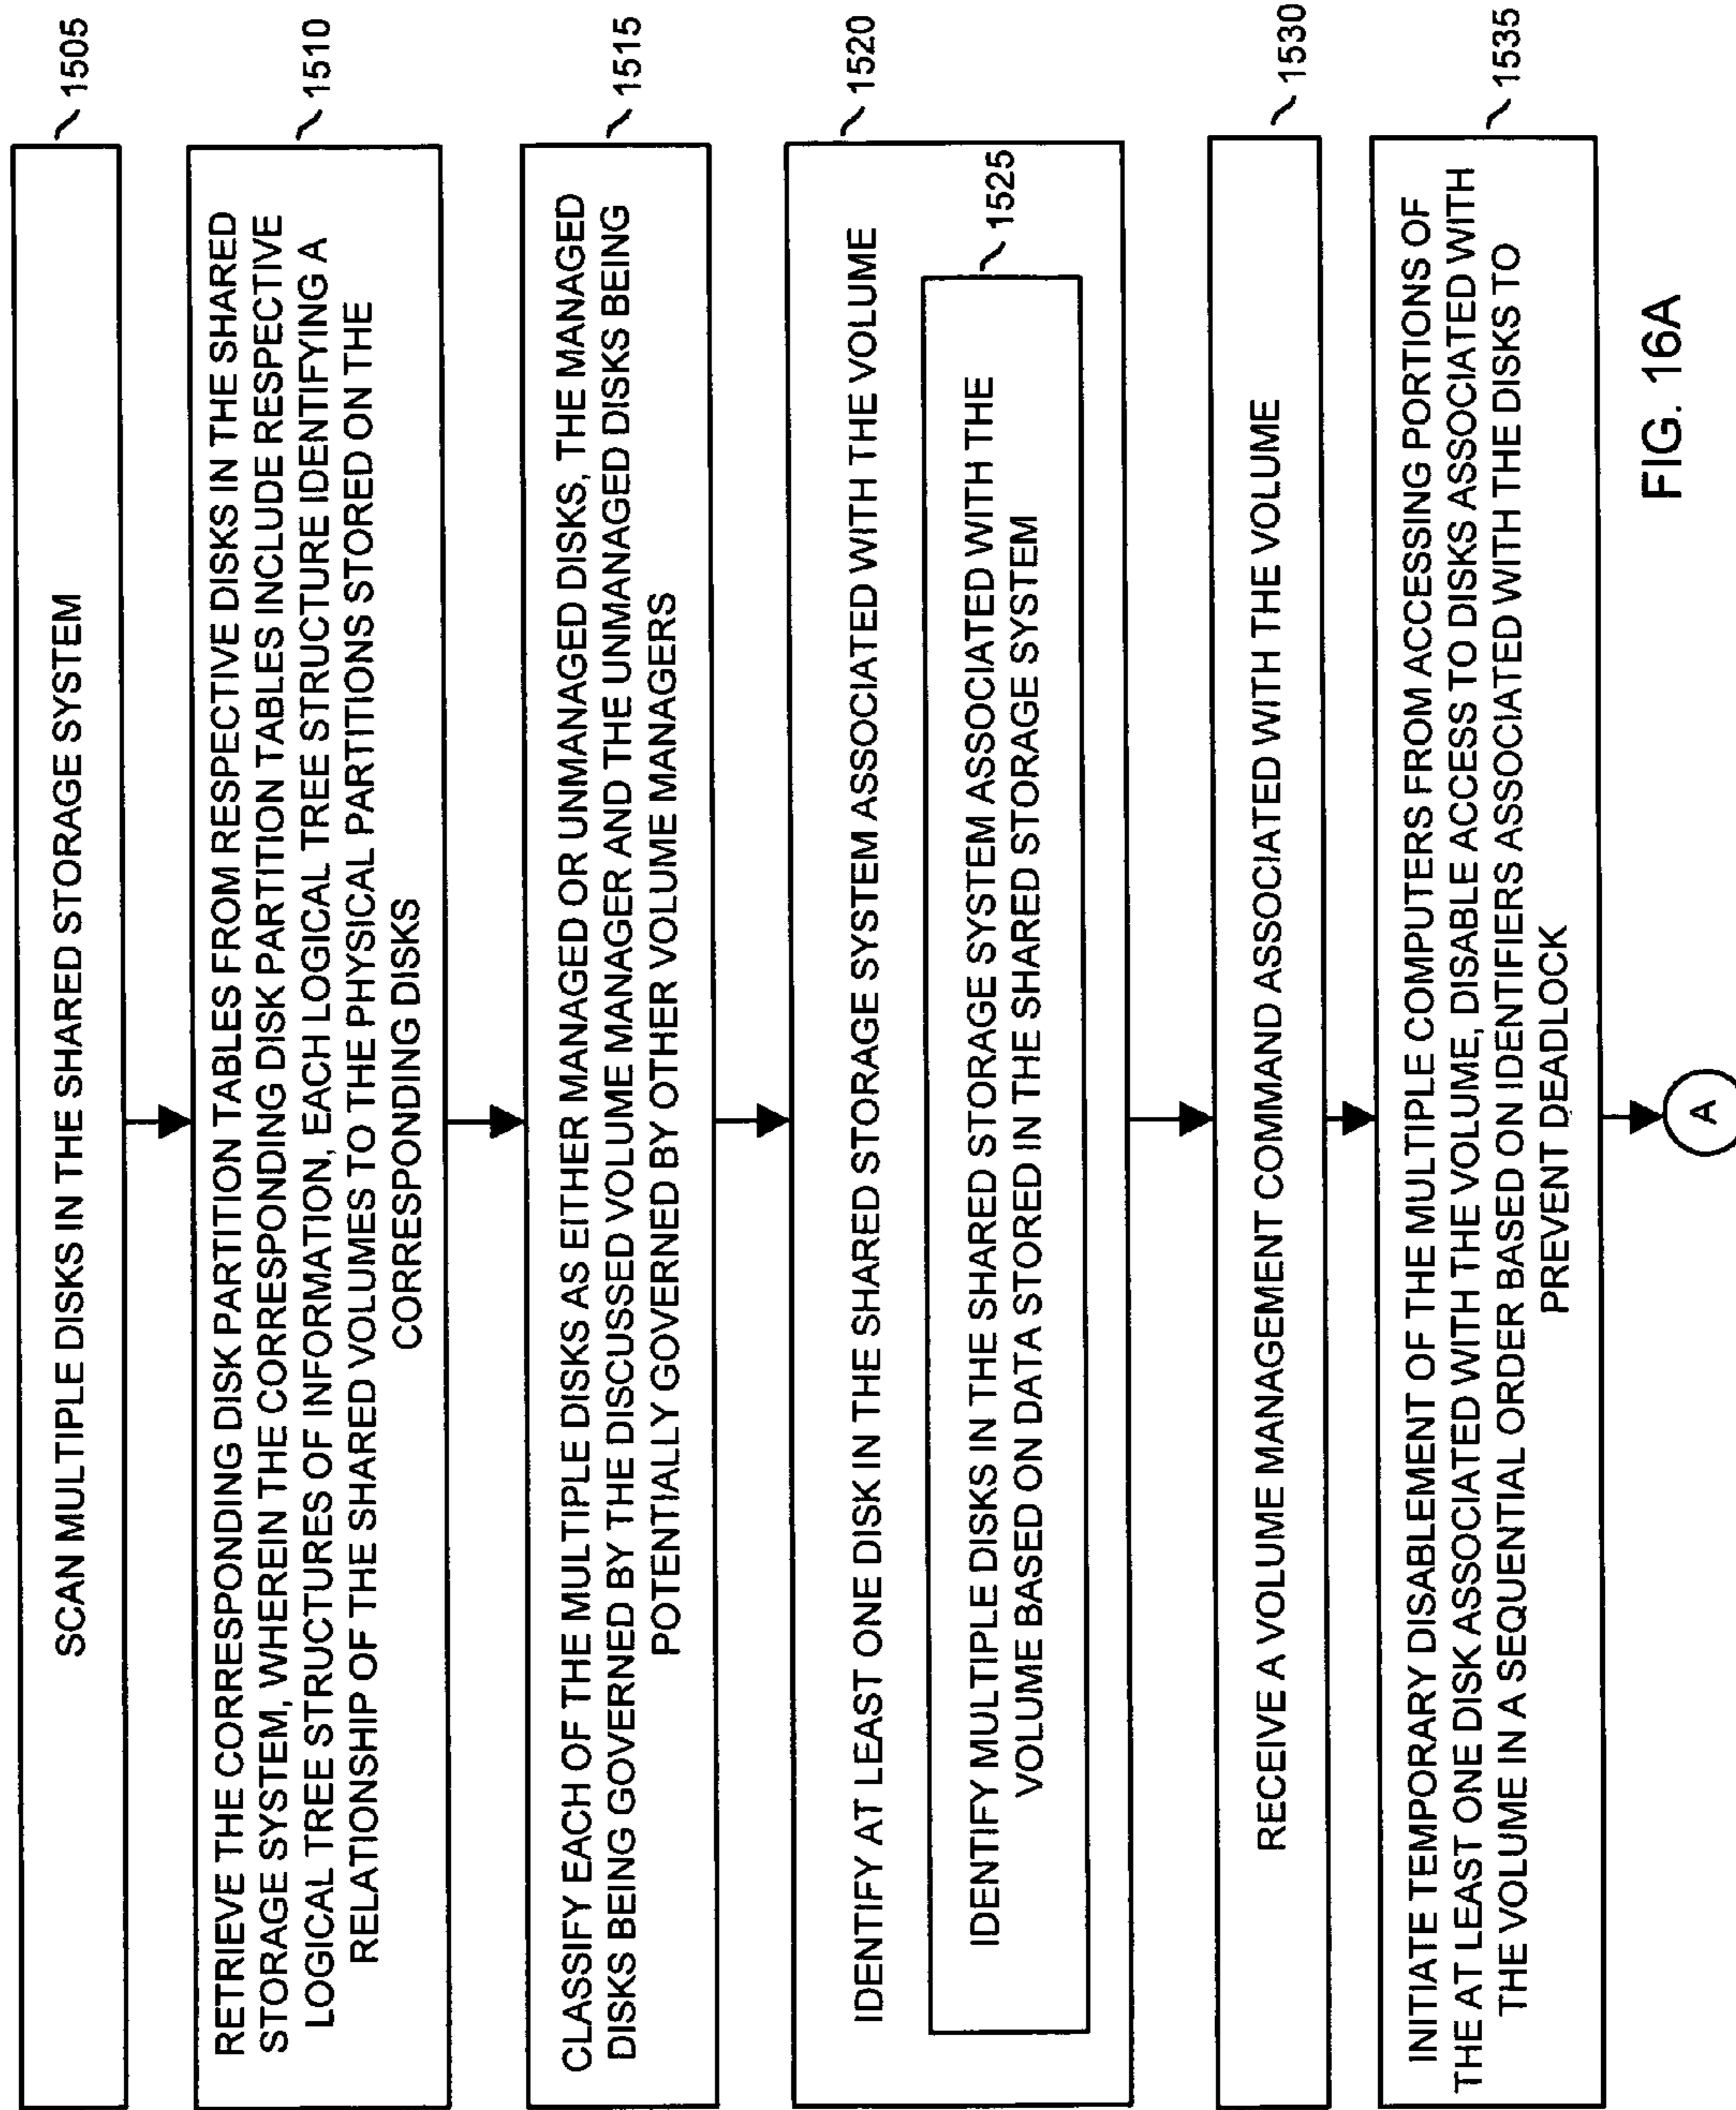 SCAN MULTIPLE DISKS IN THE SHARED STORAGE SYSTEM
1505
RETRIEVE THE CORRESPONDING DISK PARTITION TABLES FROM RESPECTIVE DISKS IN THE SHARED
STORAGE SYSTEM, WHEREIN THE CORRESPONDING DISK PARTITION TABLES INCLUDE RESPECTIVE
LOGICAL TREE STRUCTURES OF INFORMATION, EACH LOGICAL TREE STRUCTURE IDENTIFYING A
RELATIONSHIP OF THE SHARED VOLUMES TO THE PHYSICAL PARTITIONS STORED ON THE
CORRESPONDING DISKS
1510
CLASSIFY EACH OF THE MULTIPLE DISKS AS EITHER MANAGED OR UNMANAGED DISKS, THE MANAGED
DISKS BEING GOVERNED BY THE DISCUSSED VOLUME MANAGER AND THE UNMANAGED DISKS BEING
POTENTIALLY GOVERNED BY OTHER VOLUME MANAGERS
1515
IDENTIFY AT LEAST ONE DISK IN THE SHARED STORAGE SYSTEM ASSOCIATED WITH THE VOLUME
1520
IDENTIFY MULTIPLE DISKS IN THE SHARED STORAGE SYSTEM ASSOCIATED WITH THE
VOLUME BASED ON DATA STORED IN THE SHARED STORAGE SYSTEM
1525
RECEIVE A VOLUME MANAGEMENT COMMAND ASSOCIATED WITH THE VOLUME
1530
INITIATE TEMPORARY DISABLEMENT OF THE MULTIPLE COMPUTERS FROM ACCESSING PORTIONS OF
THE AT LEAST ONE DISK ASSOCIATED WITH THE VOLUME, DISABLE ACCESS TO DISKS ASSOCIATED WITH
THE VOLUME IN A SEQUENTIAL ORDER BASED ON IDENTIFIERS ASSOCIATED WITH THE DISKS TO
PREVENT DEADLOCK
1535
A
FIG. 16A